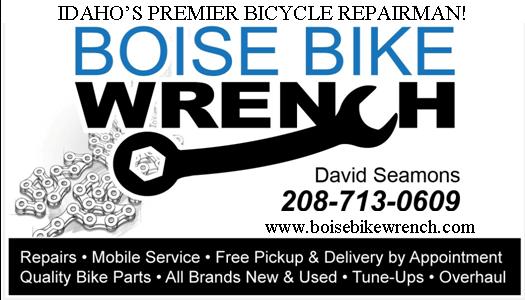 IDAHO'S PREMIER BICYCLE REPAIRMAN!
BOISE BIKE
WRENCH
David Seamons
208-713-0609
www.boisebikewrench.com
Repairs • Mobile Service • Free Pickup & Delivery by Appointment
Quality Bike Parts • All Brands New & Used • Tune-Ups • Overhaul